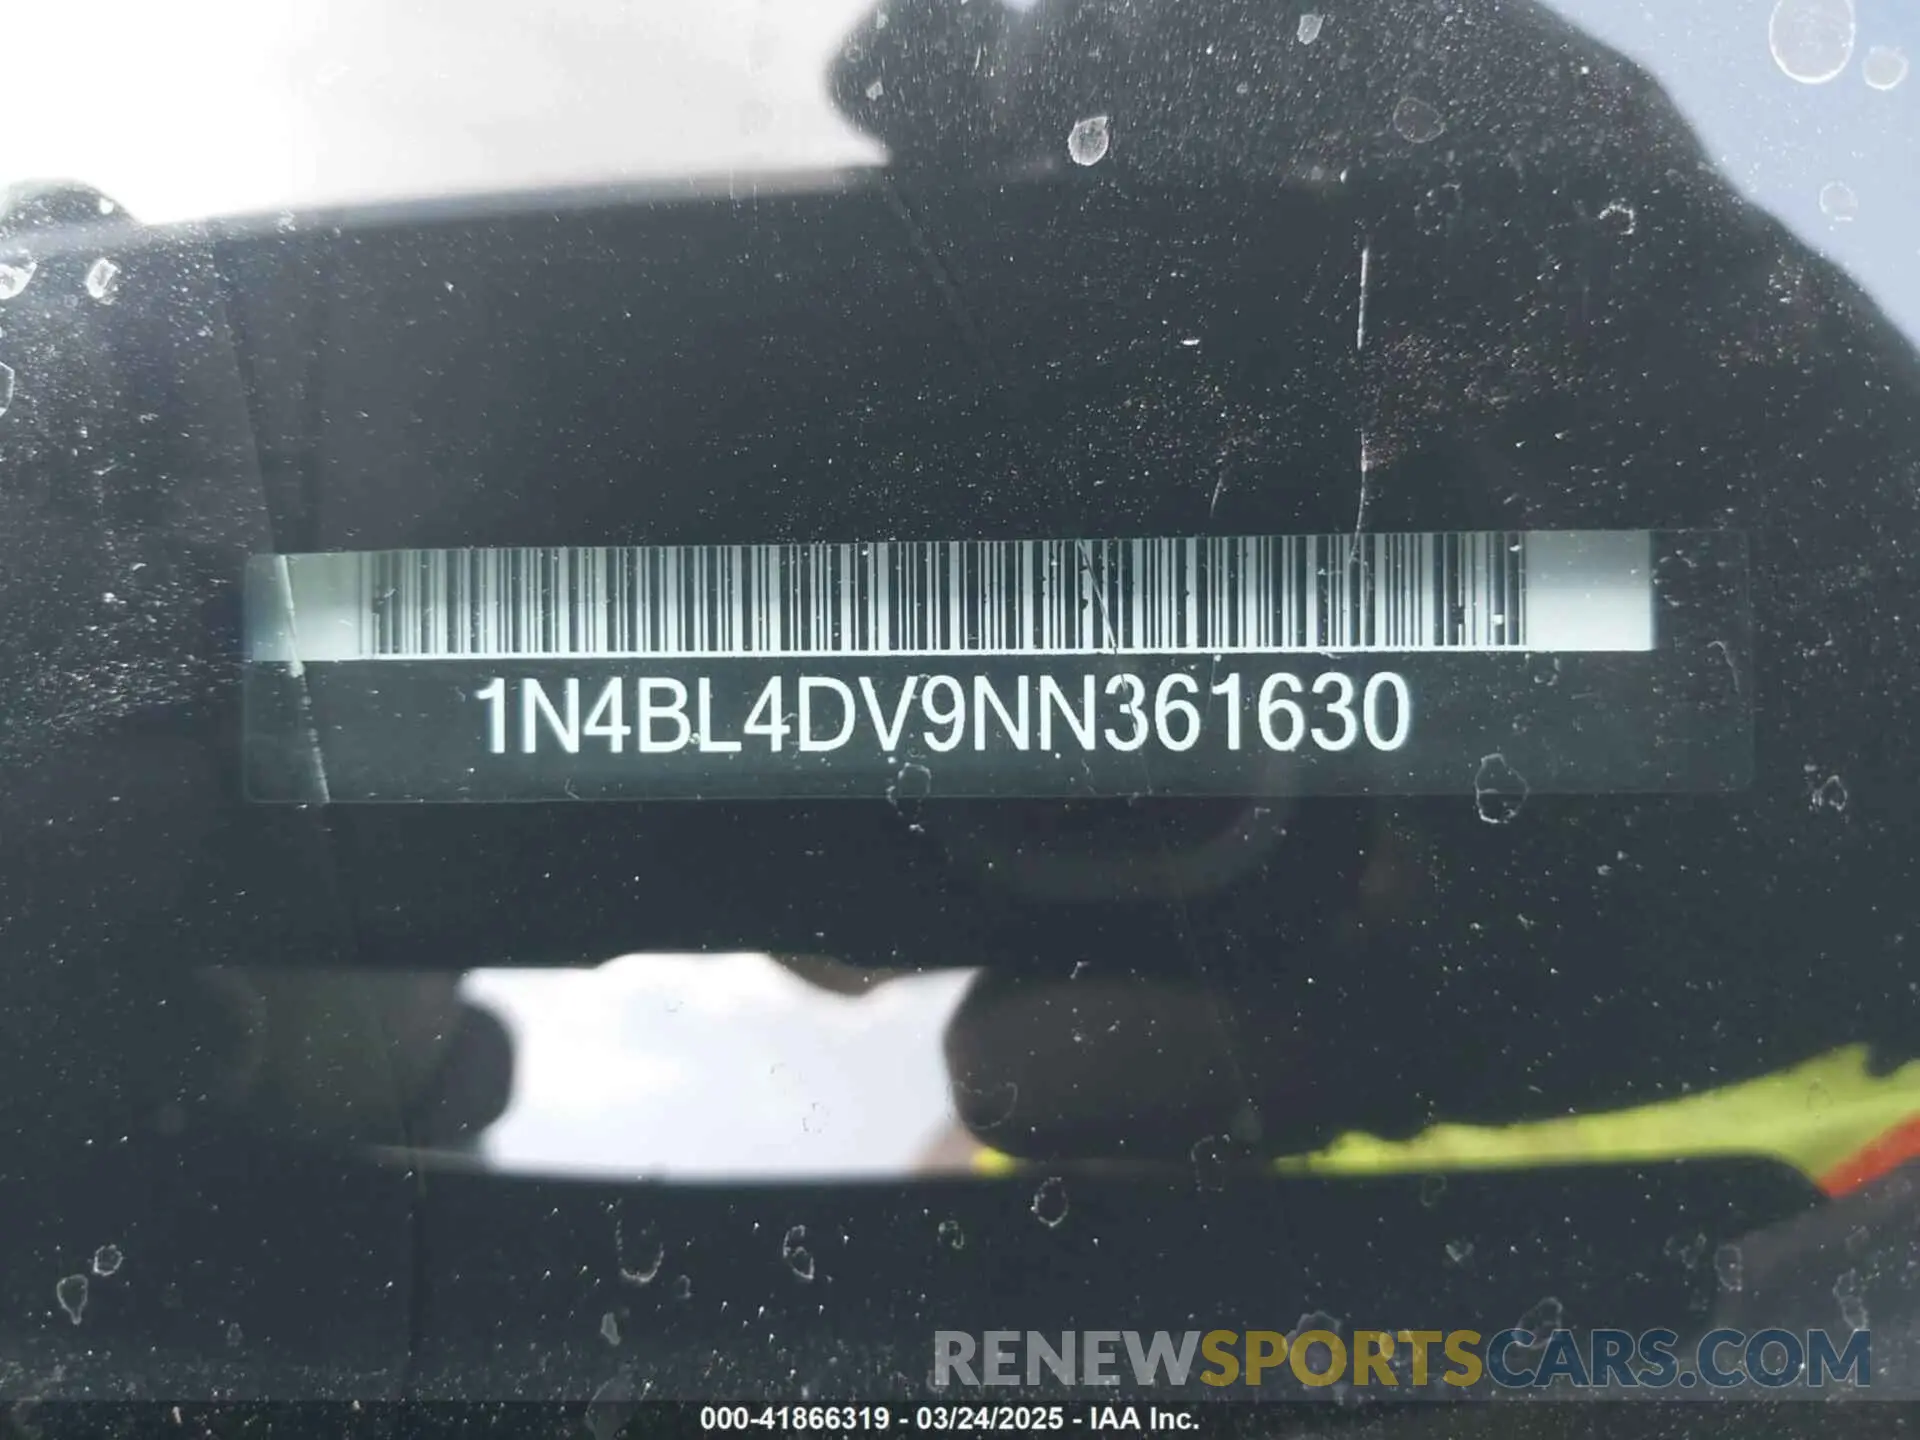 1N4BL4DV9NN361630
RENEWSPORTSCARS.COM
000-41866319 - 03/24/2025 - IAA Inc.